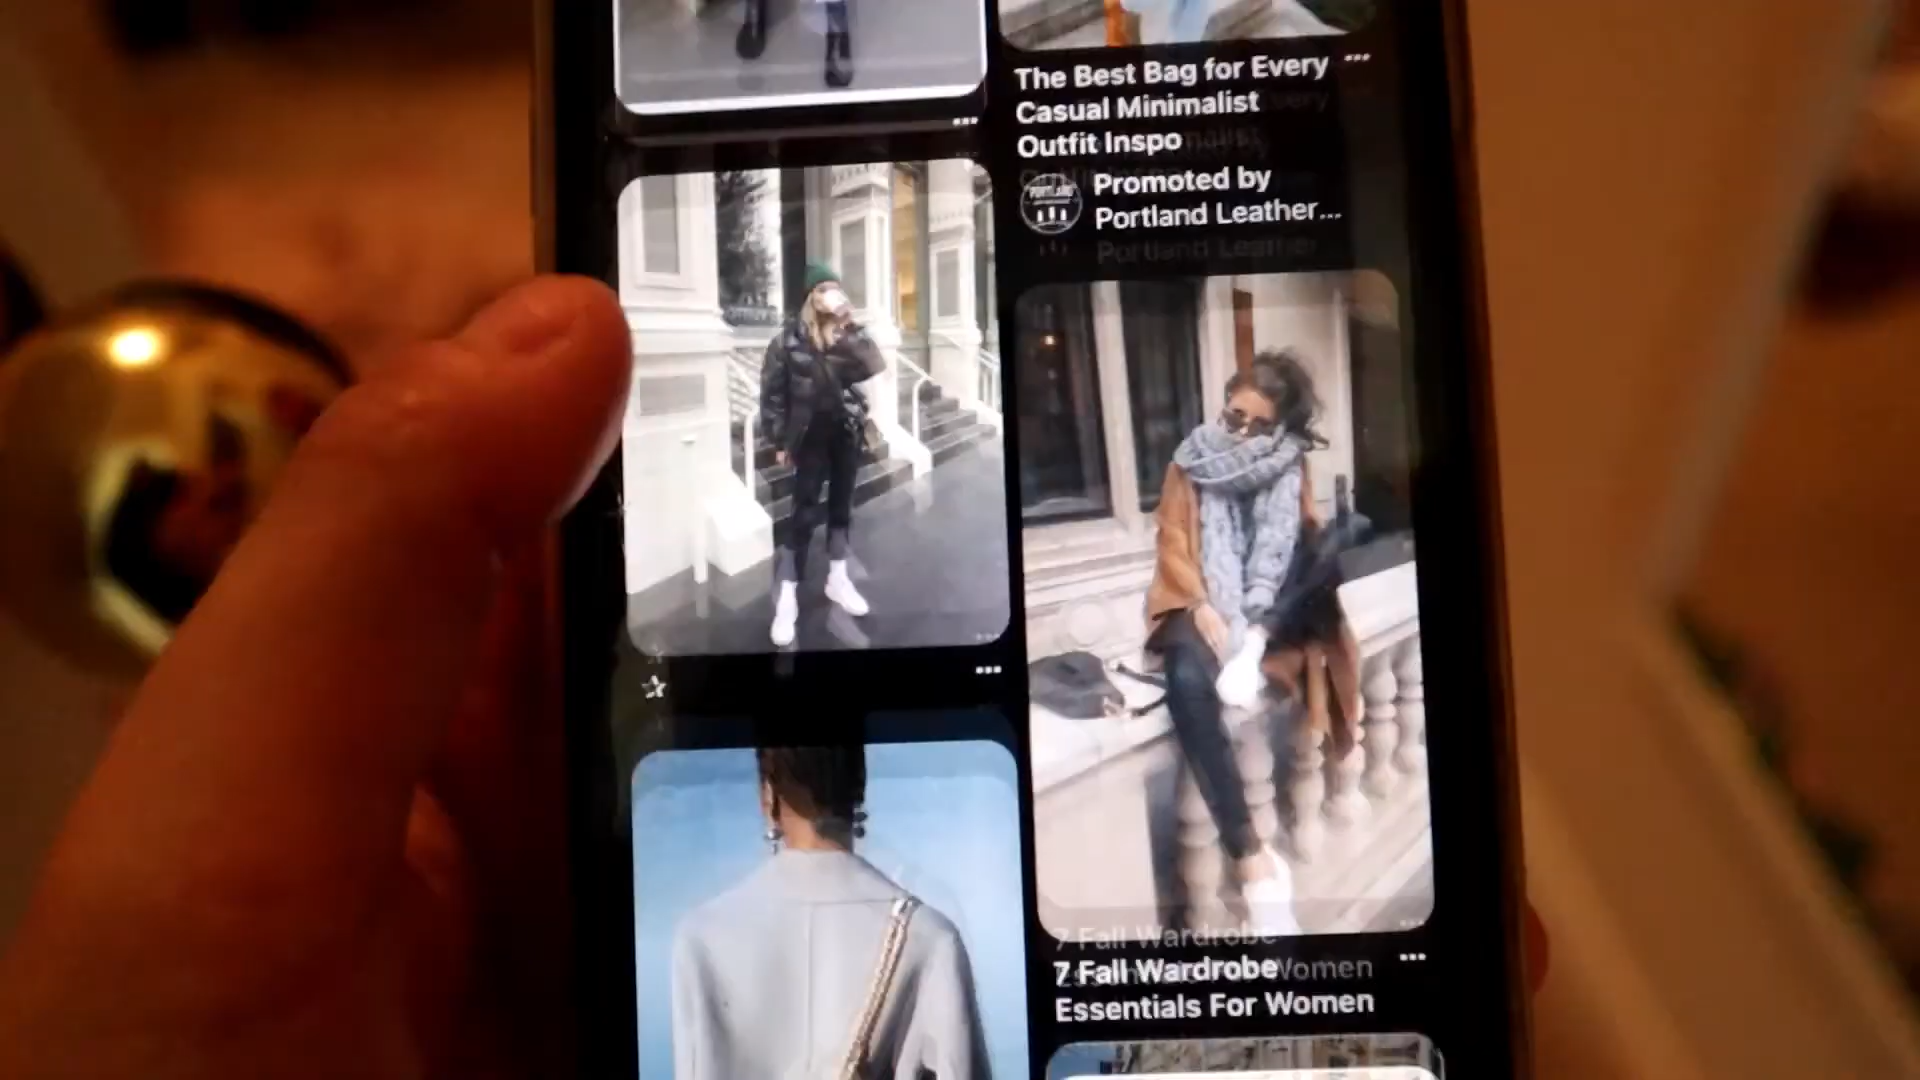 The Best Bag for Every
Casual Minimalist
Outfit Inspo
PORTLAND
Promoted by
Portland Leather...
7 Fall Wardrobe
Essentials For Women